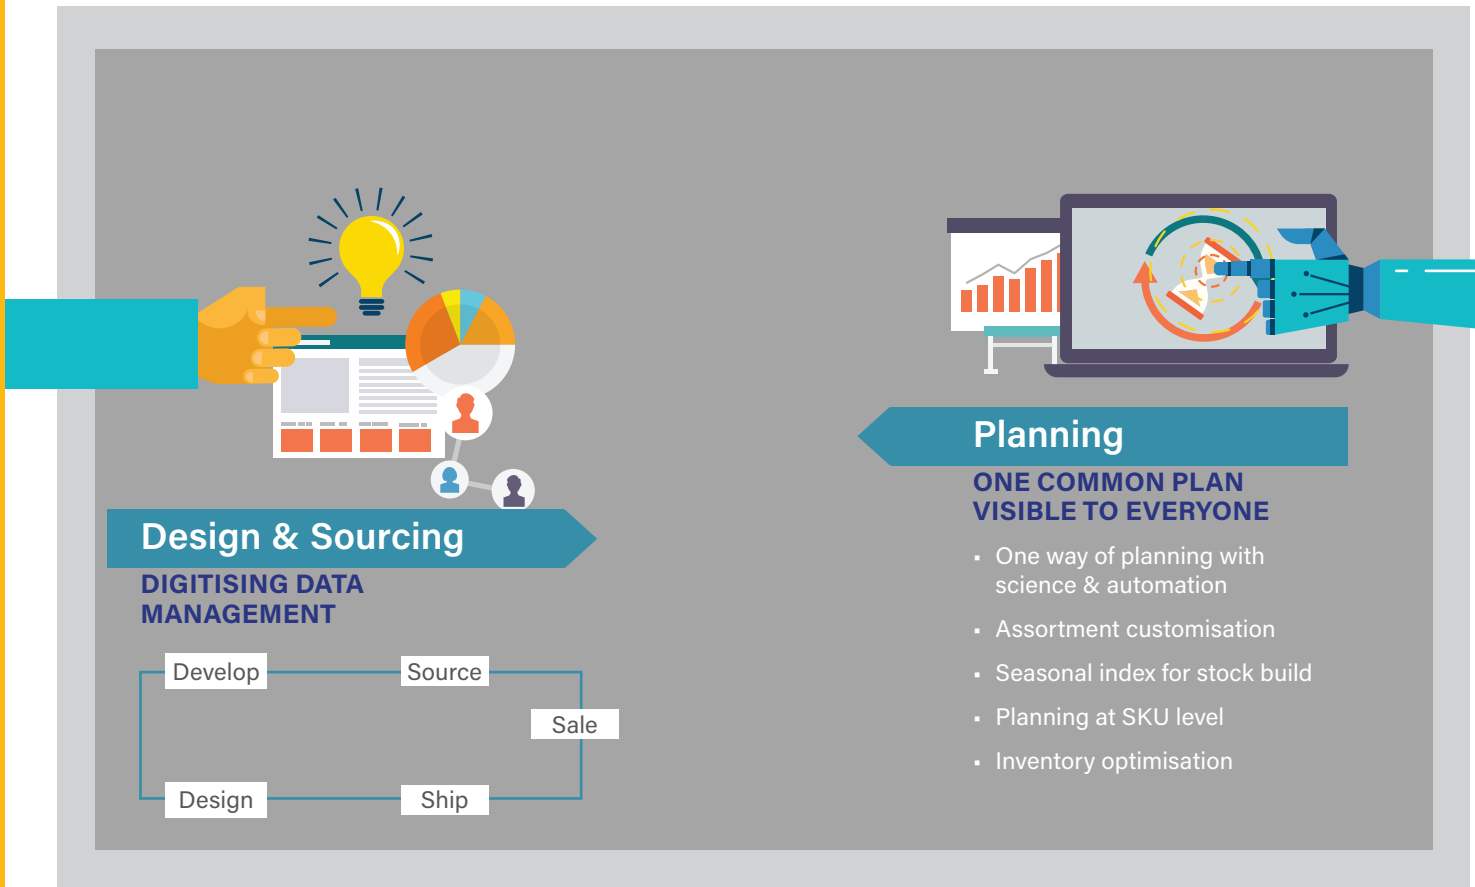 Design & Sourcing
DIGITISING DATA
MANAGEMENT
Develop
Source
Sale
Design
Ship
Planning
ONE COMMON PLAN
VISIBLE TO EVERYONE
▪ One way of planning with
science & automation
▪ Assortment customisation
▪ Seasonal index for stock build
▪ Planning at SKU level
▪ Inventory optimisation